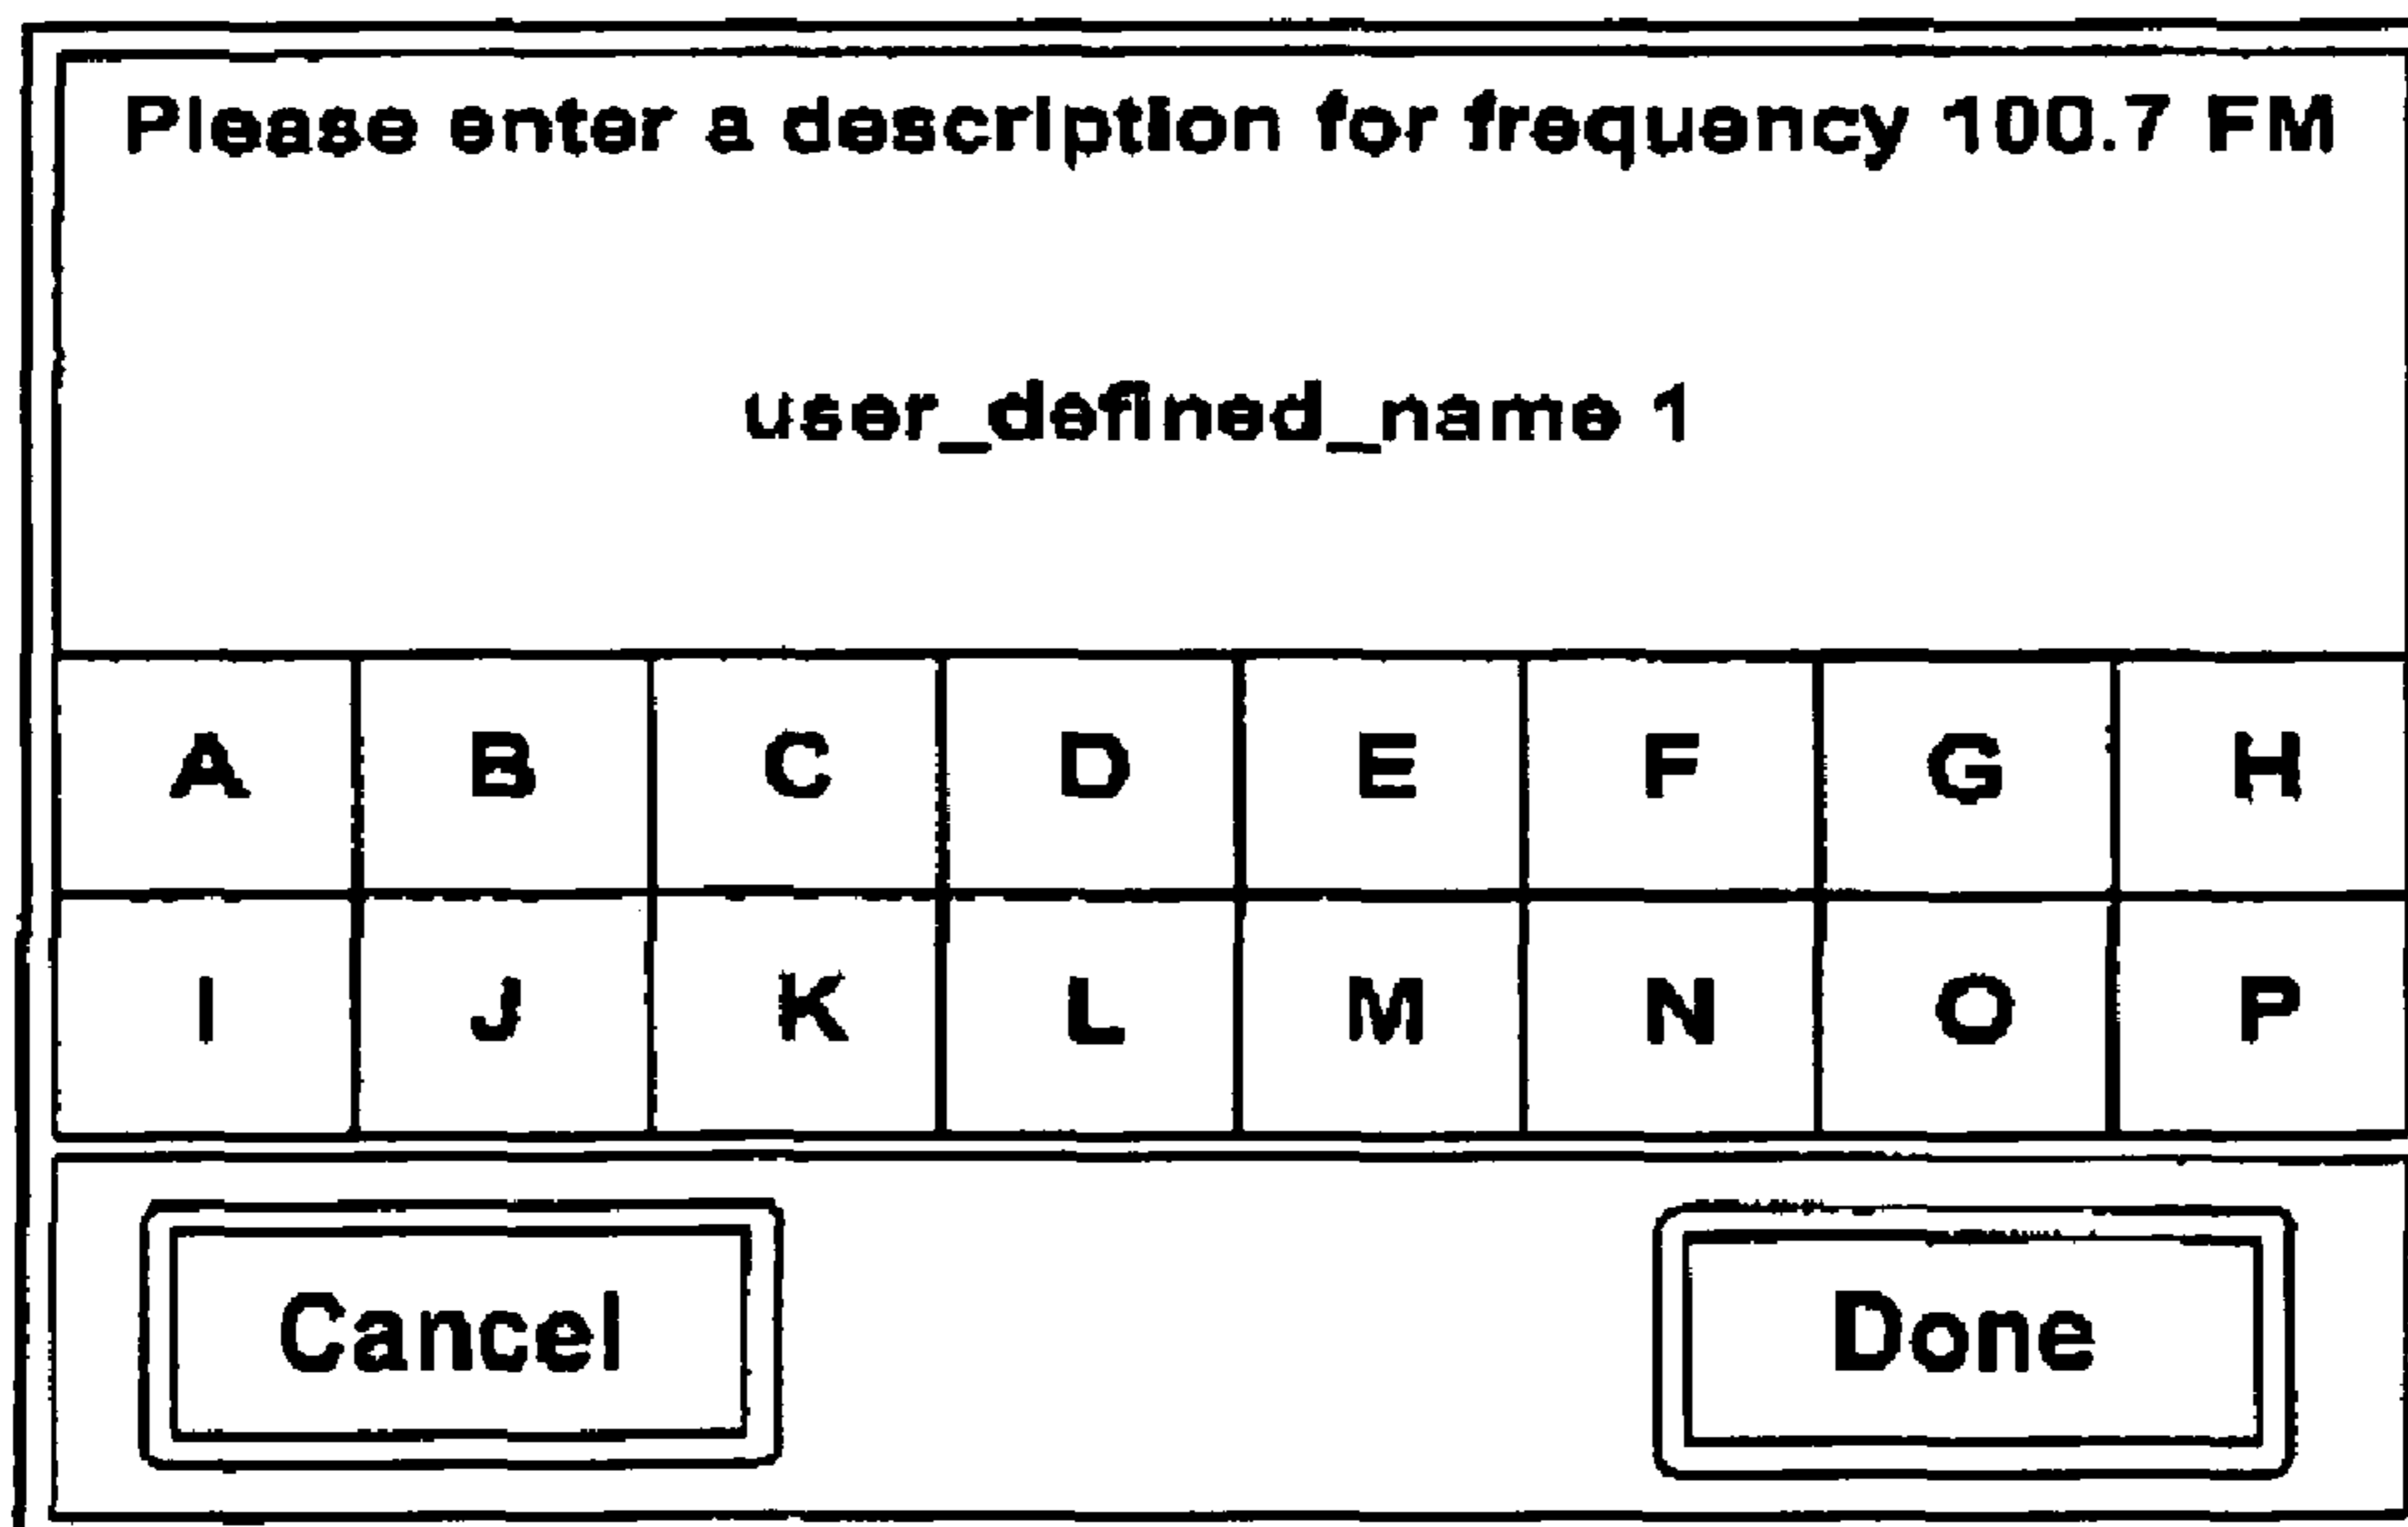 Please enter a description for frequency 100.7 FM
user_defined_name 1
A B C D E F G H
I J K L M N O P
Cancel Done